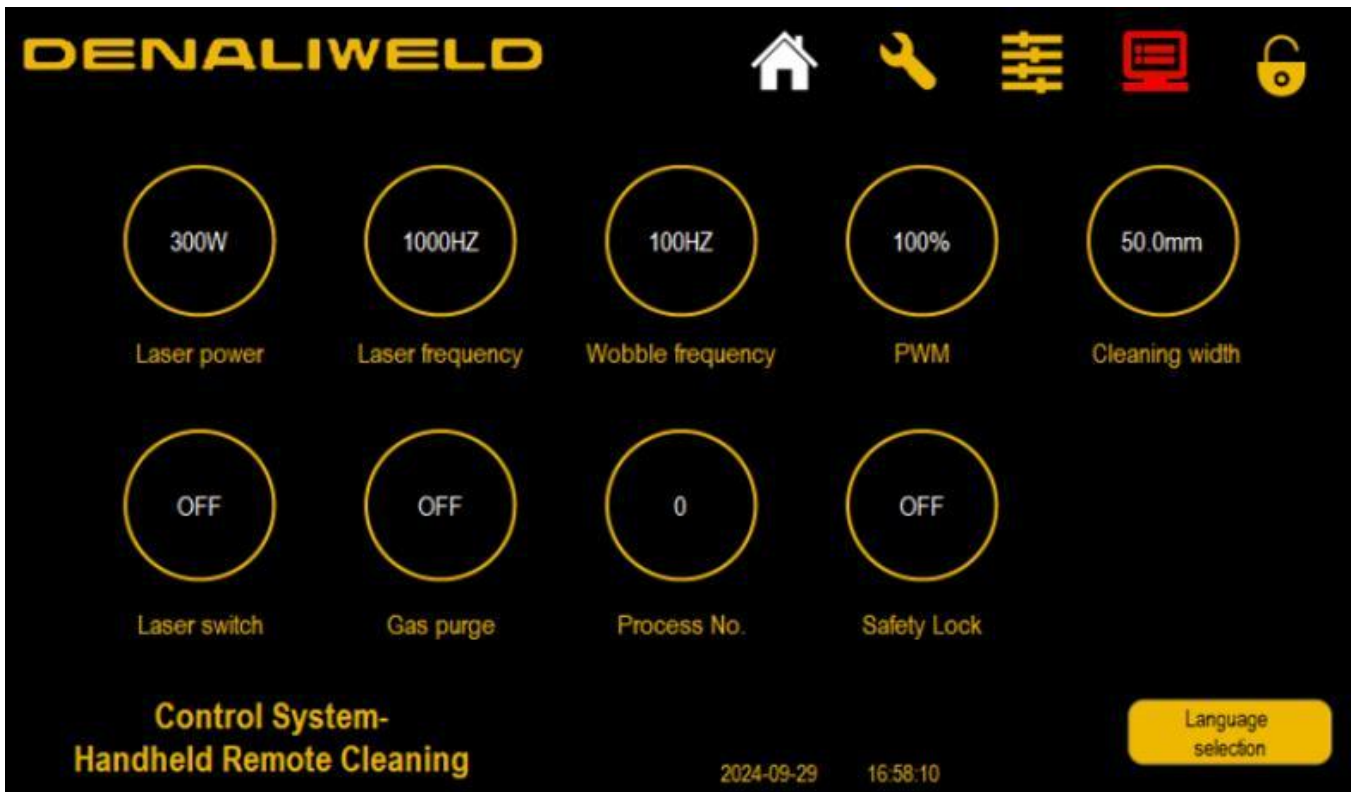 DENALIWELD
300W
1000HZ
100HZ
100%
50.0mm
Laser power
Laser frequency
Wobble frequency
PWM
Cleaning width
OFF
OFF
0
OFF
Laser switch
Gas purge
Process No.
Safety Lock
Control System-
Handheld Remote Cleaning
2024-09-29
16:58:10
Language
selection